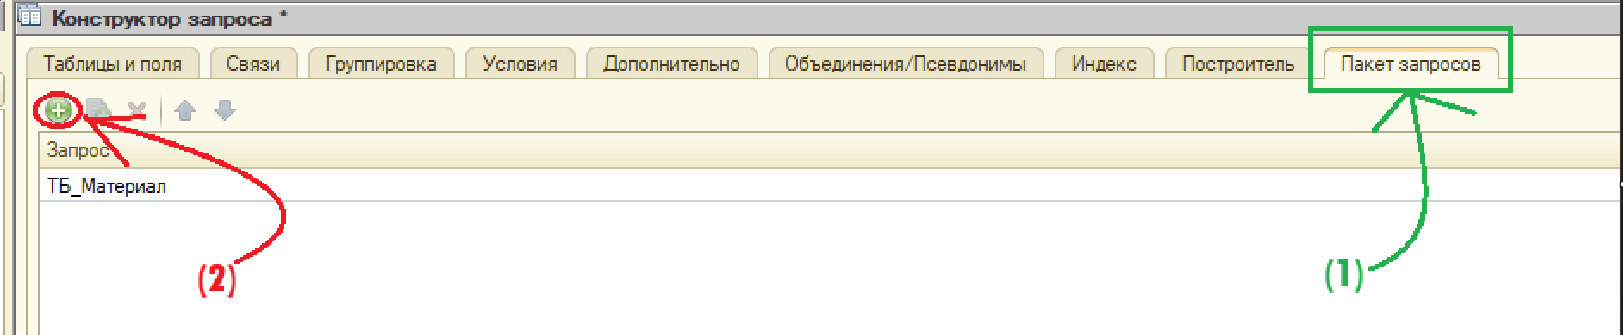 Конструктор запроса *
Таблицы и поля Связи Группировка Условия Дополнительно Объединения/Псевдонимы Индекс Построитель Пакет запросов
Запрос
ТБ_Материал
(2) (1)